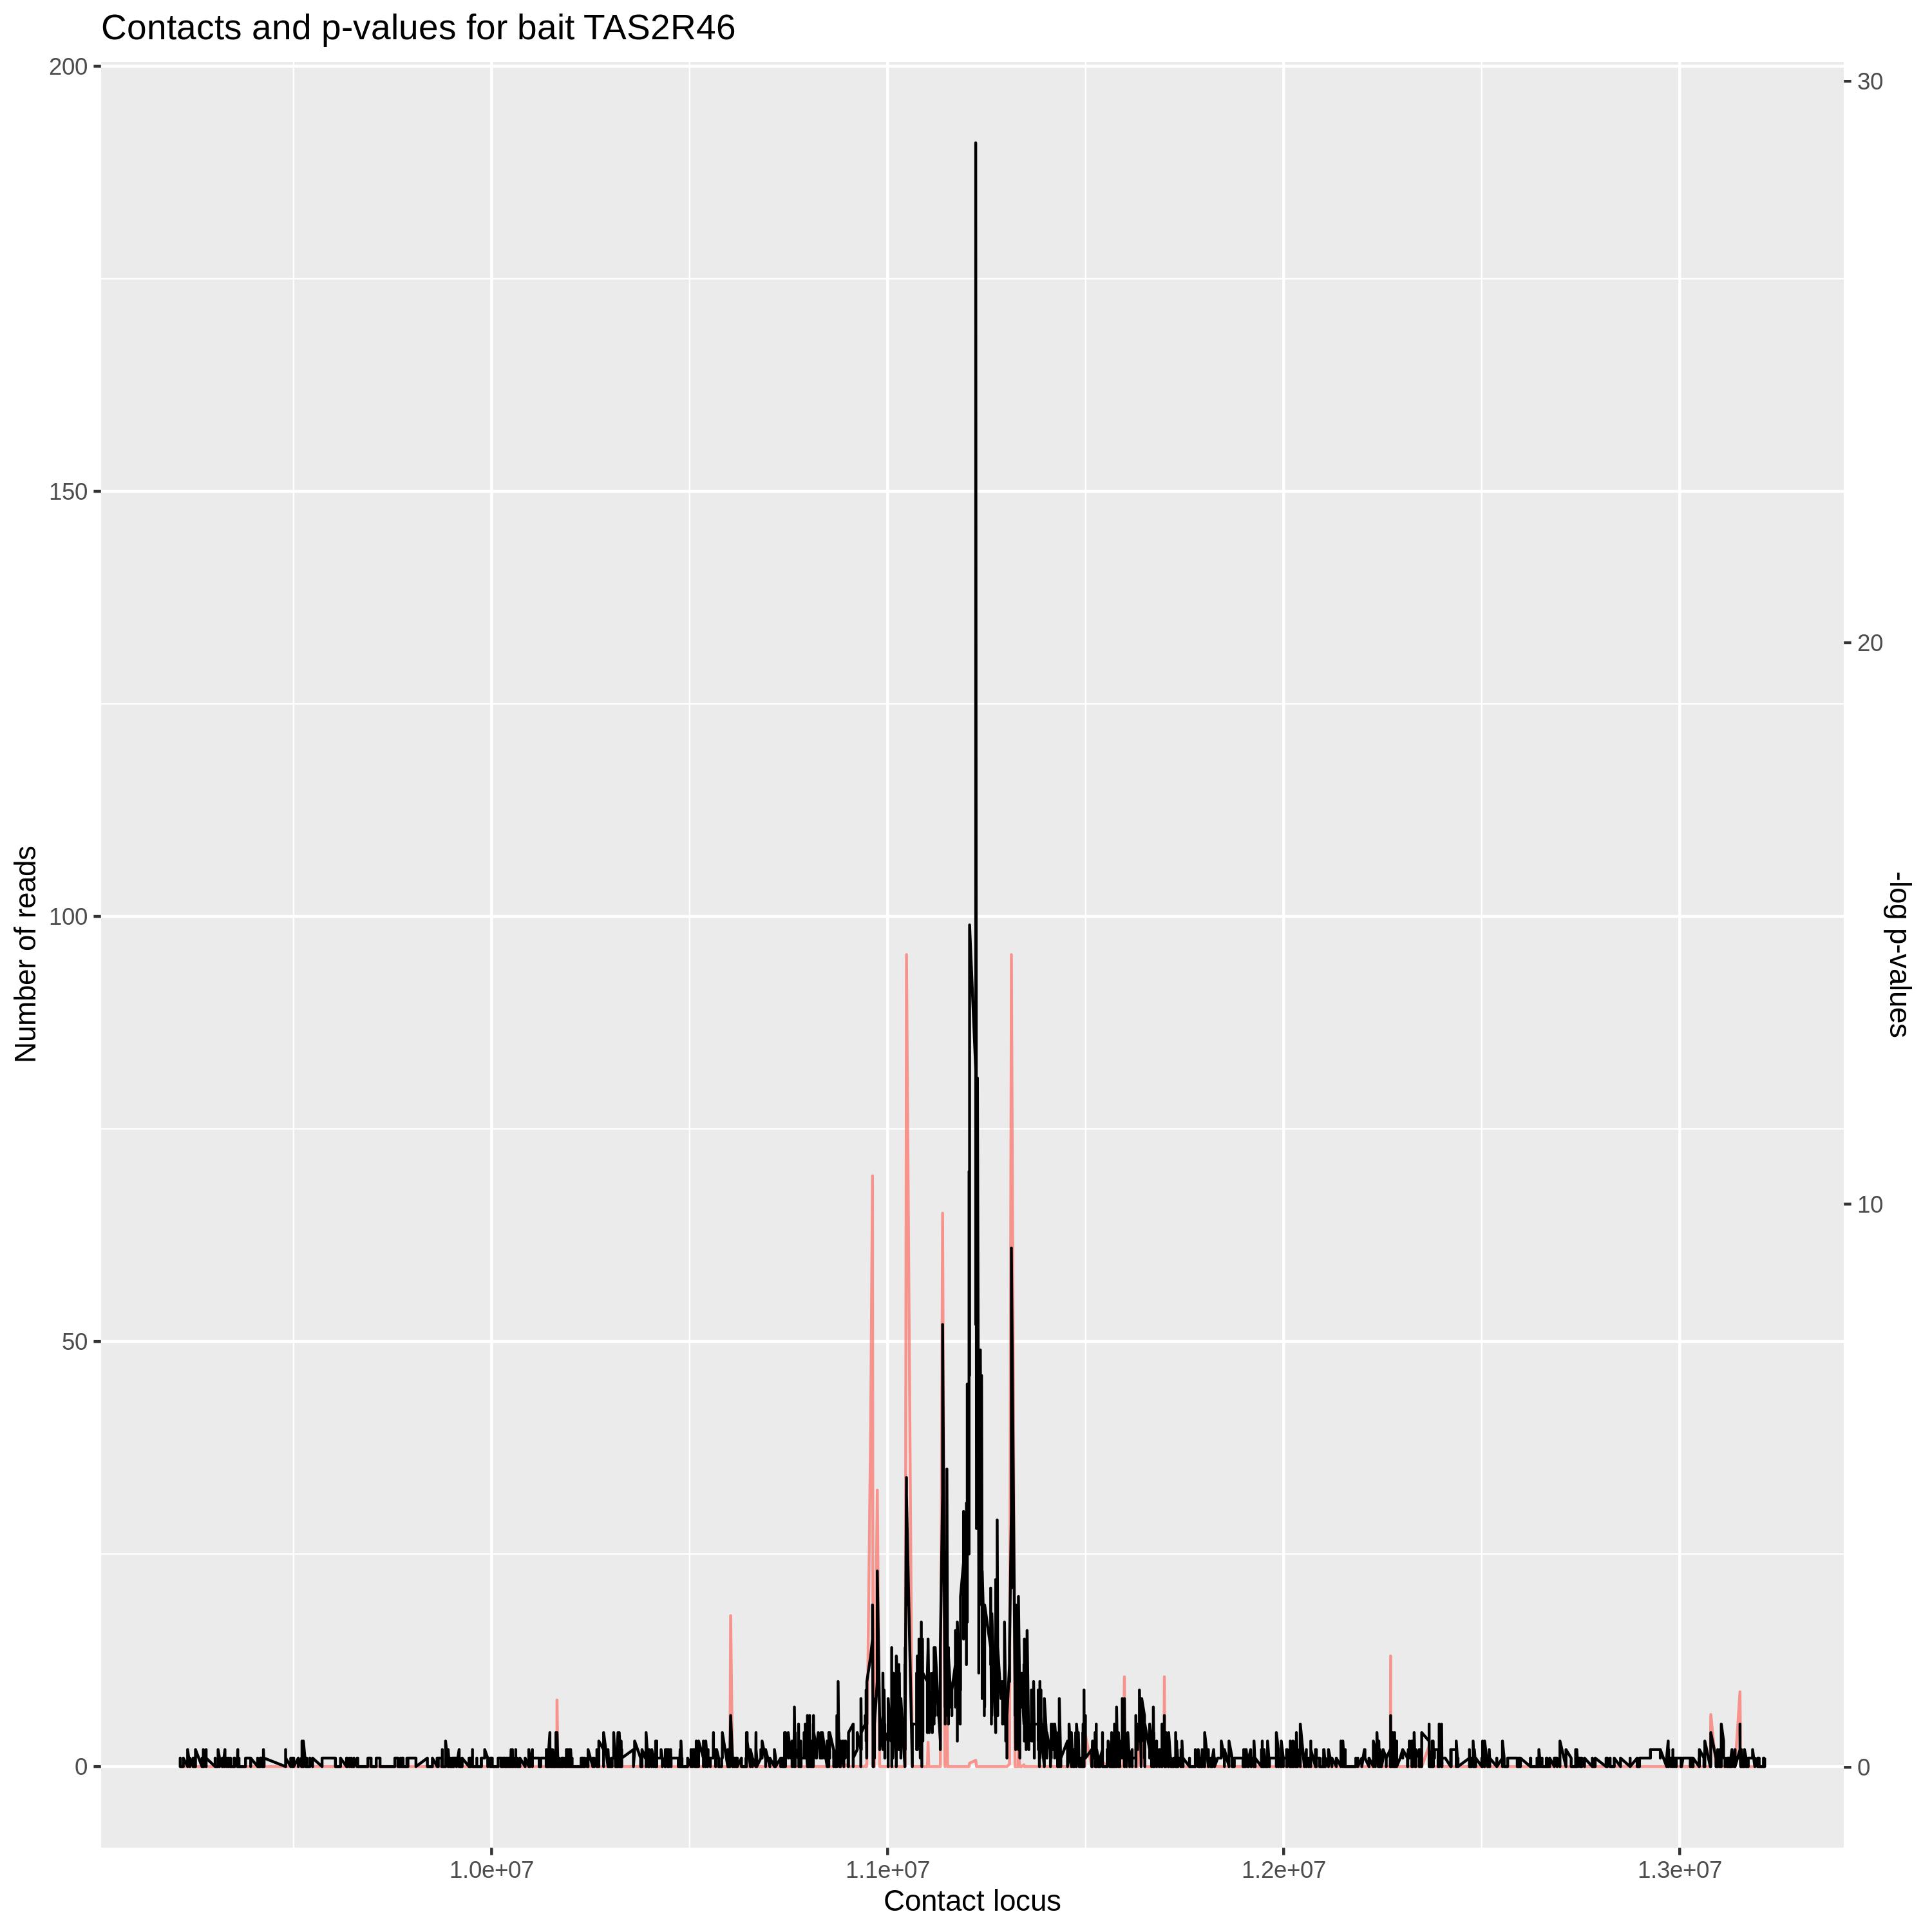 Contacts and p-values for bait TAS2R46
200
150
100
50
0
Number of reads
30
20
10
0
-log p-values
1.0e+07
1.1e+07
1.2e+07
1.3e+07
Contact locus